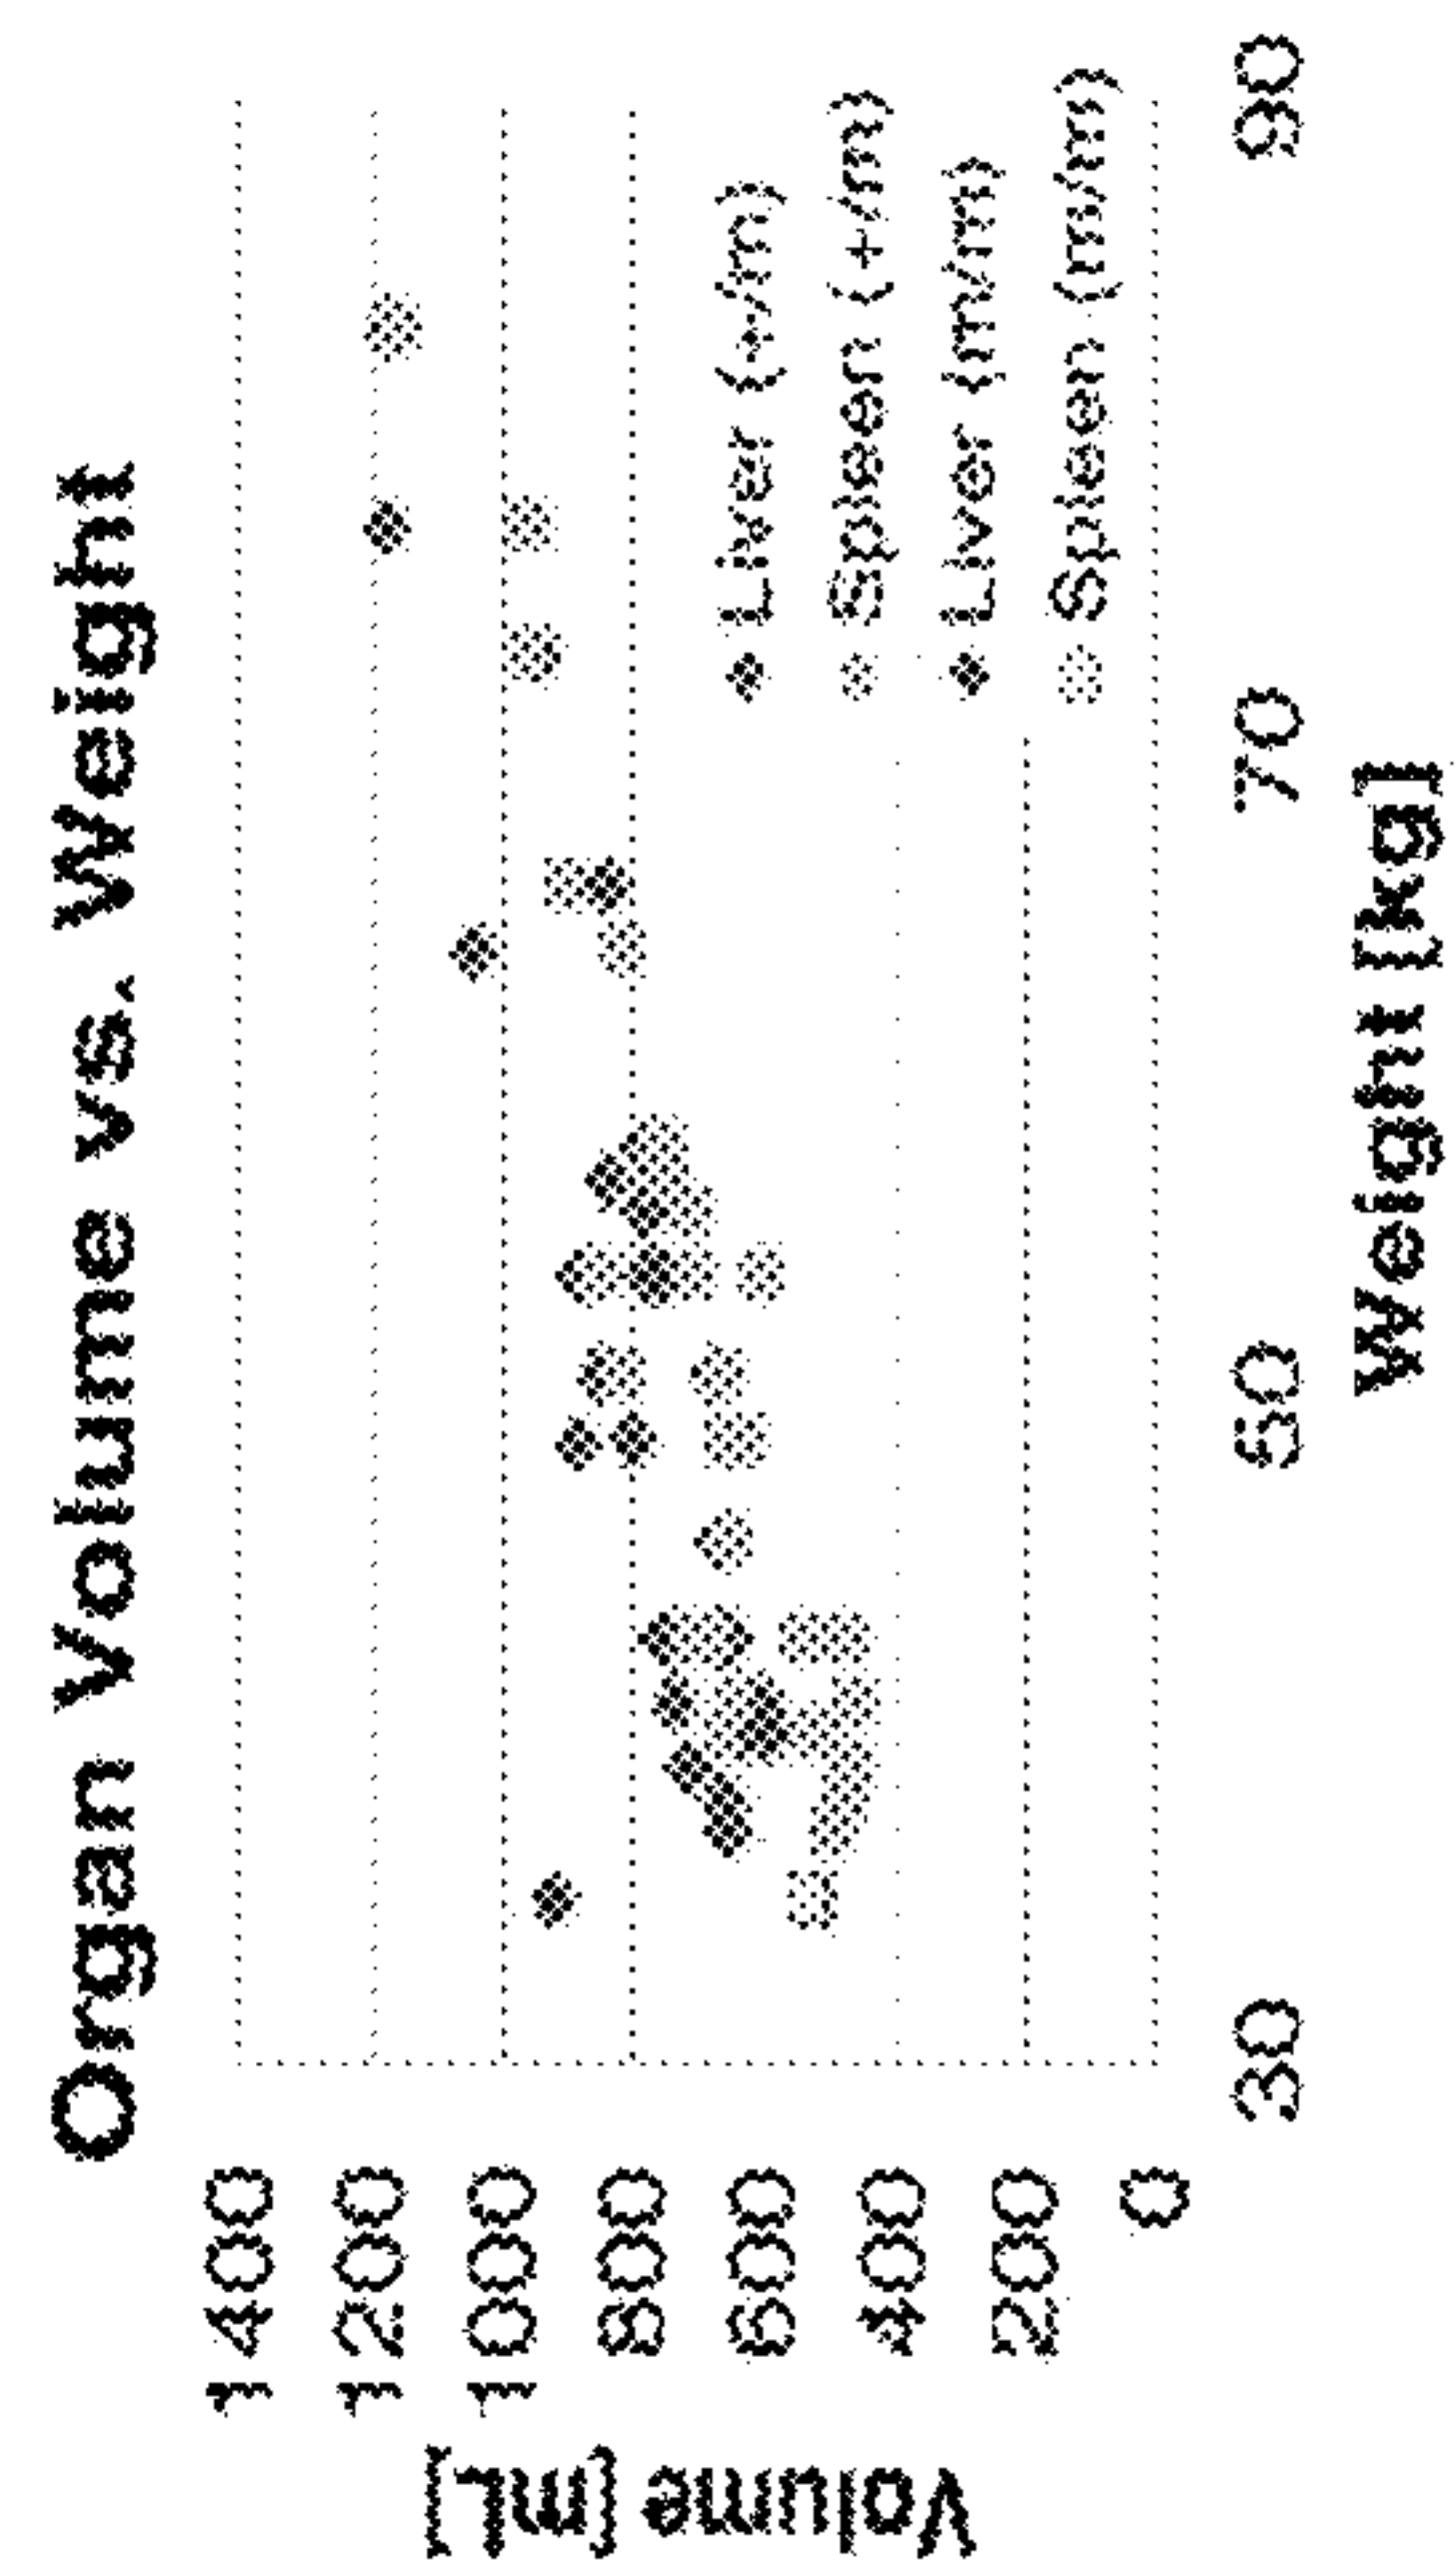 Organ Volume vs. Weight
Volume [mL]
1400
1200
1000
800
600
400
200
0
Liver (+/m)
Spleen (+/m)
Liver (m/m)
Spleen (m/m)
30 50 70 90
Weight [kg]